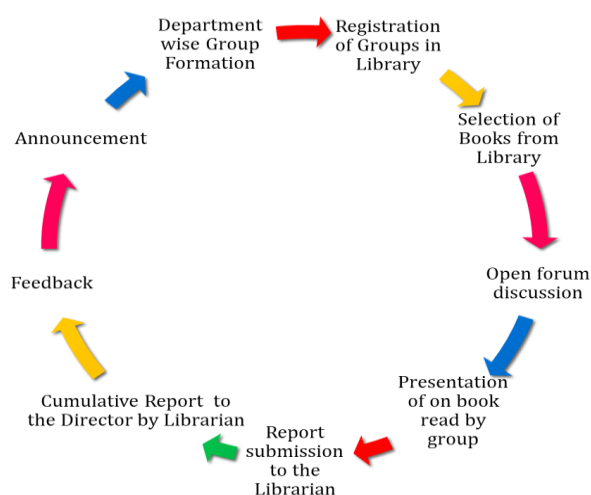 Department
wise Group
Formation
Registration
of Groups in
Library
Selection of
Books from
Library
Open forum
discussion
Presentation
of on book
read by
group
Report
submission
to the
Librarian
Cumulative Report to
the Director by Librarian
Feedback
Announcement